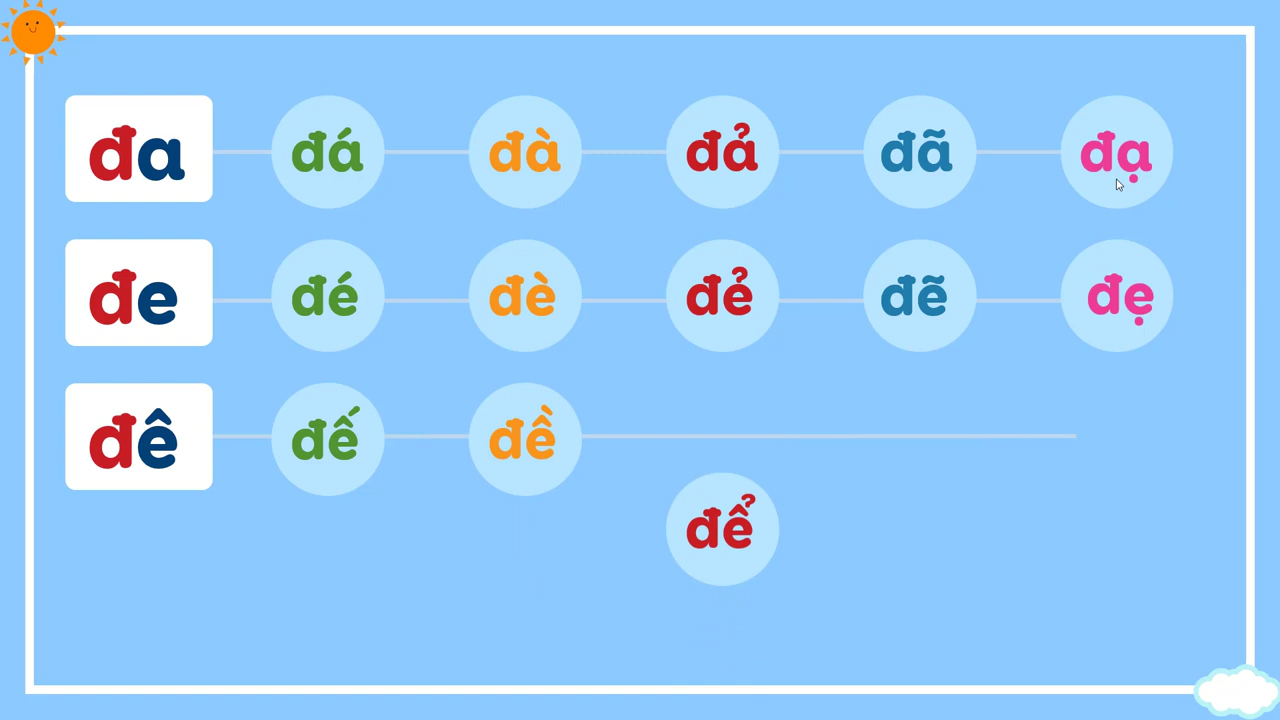 đa đá đà đả đã đạ
đe đé đè đẻ đẽ đẹ
đê đế đề
để